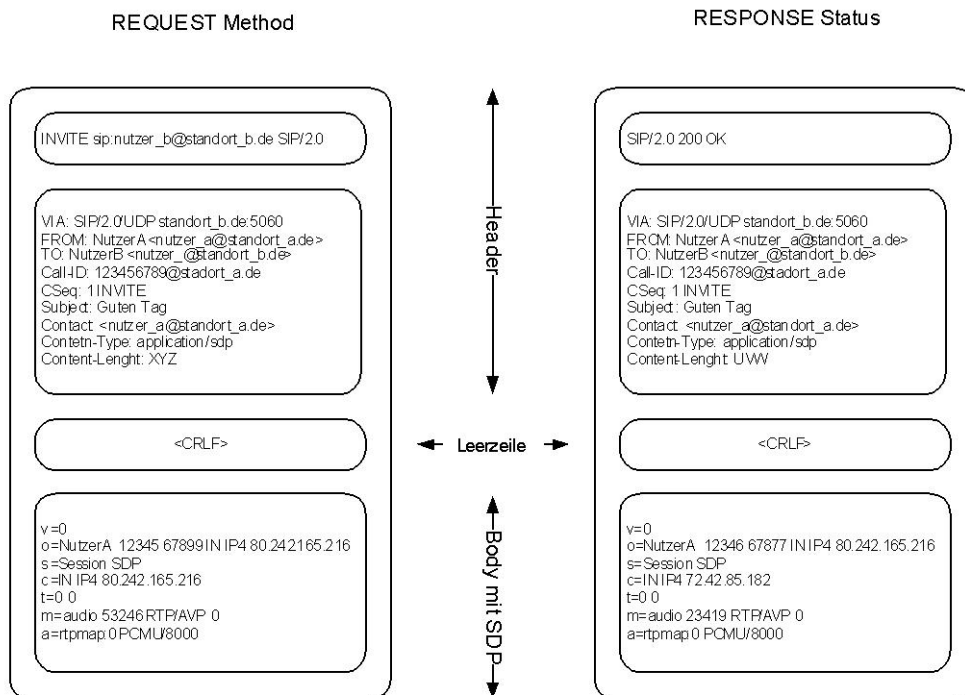 REQUEST Method
RESPONSE Status
INVITE sip:nutzer_b@standort_b.de SIP/2.0
VIA: SIP/2.0/UDP standort_b.de:5060
FROM: NutzerA <nutzer_a@standort_a.de>
TO: NutzerB <nutzer_@standort_b.de>
Call-ID: 123456789@stadort_a.de
CSeq: 1 INVITE
Subject: Guten Tag
Contact: <nutzer_a@standort_a.de>
Contetn-Type: application/sdp
Content-Lenght: XYZ
<CRLF>
v=0
o=NutzerA 12345 67899 IN IP4 80.242165.216
s=Session SDP
c=IN IP4 80.242.165.216
t=0 0
m=audio 53246 RTP/AVP 0
a=rtpmap:0 PCMU/8000
Header
Leerzeile
Body mit SDP
SIP/2.0 200 OK
VIA: SIP/2.0/UDP standort_b.de:5060
FROM: NutzerA <nutzer_a@standort_a.de>
TO: NutzerB <nutzer_@standort_b.de>
Call-ID: 123456789@stadort_a.de
CSeq: 1 INVITE
Subject: Guten Tag
Contact: <nutzer_a@standort_a.de>
Contetn-Type: application/sdp
Content-Lenght: UVW
<CRLF>
v=0
o=NutzerA 12346 67877 IN IP4 80.242.165.216
s=Session SDP
c=IN IP4 72.42.85.182
t=0 0
m=audio 23419 RTP/AVP 0
a=rtpmap:0 PCMU/8000